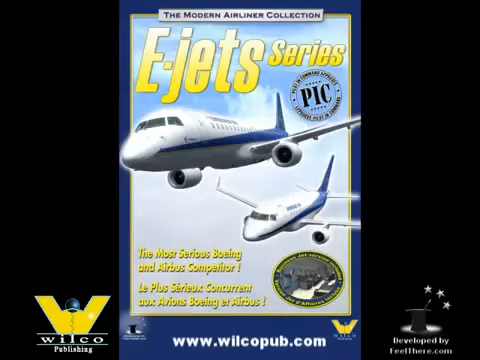 THE MODERN AIRLINER COLLECTION
E-jets Series
PIC
The Most Serious Boeing
and Airbus Competitor !
Le Plus Sérieux Concurrent
aux Avions Boeing et Airbus !
www.wilcopub.com
wilco
Publishing
Developed by
FeelThere.com